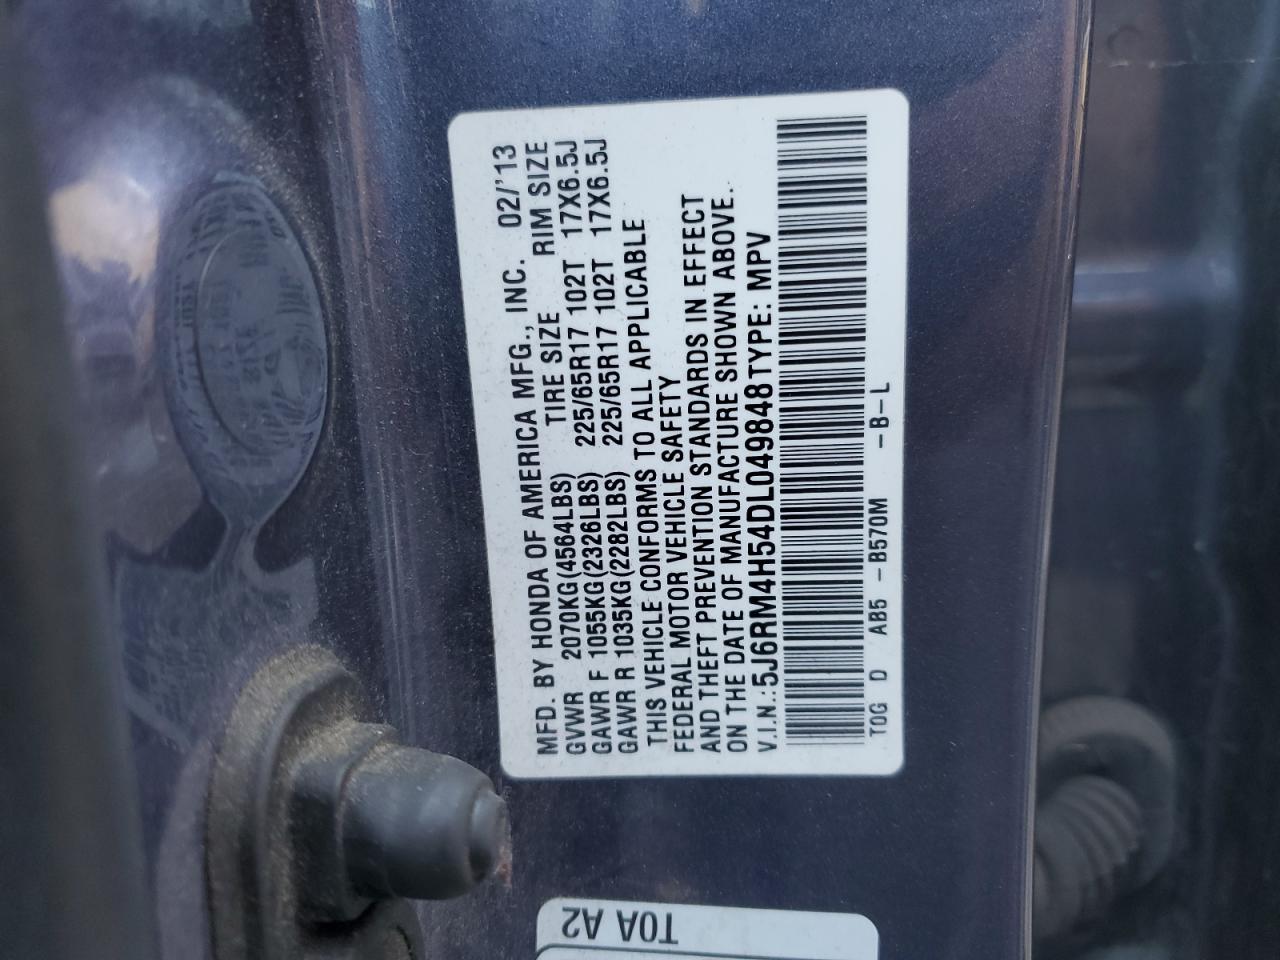 MFD. BY HONDA OF AMERICA MFG., INC. 02/'13
GVWR 2070KG(4564LBS) TIRE SIZE RIM SIZE
GAWR F 1055KG(2326LBS) 225/65R17 102T 17X6.5J
GAWR R 1035KG(2282LBS) 225/65R17 102T 17X6.5J
THIS VEHICLE CONFORMS TO ALL APPLICABLE
FEDERAL MOTOR VEHICLE SAFETY
AND THEFT PREVENTION STANDARDS IN EFFECT
ON THE DATE OF MANUFACTURE SHOWN ABOVE.
V.I.N.:5J6RM4H54DL049848 TYPE: MPV
TOG D AB5 -B570M -B-L
TOA A2